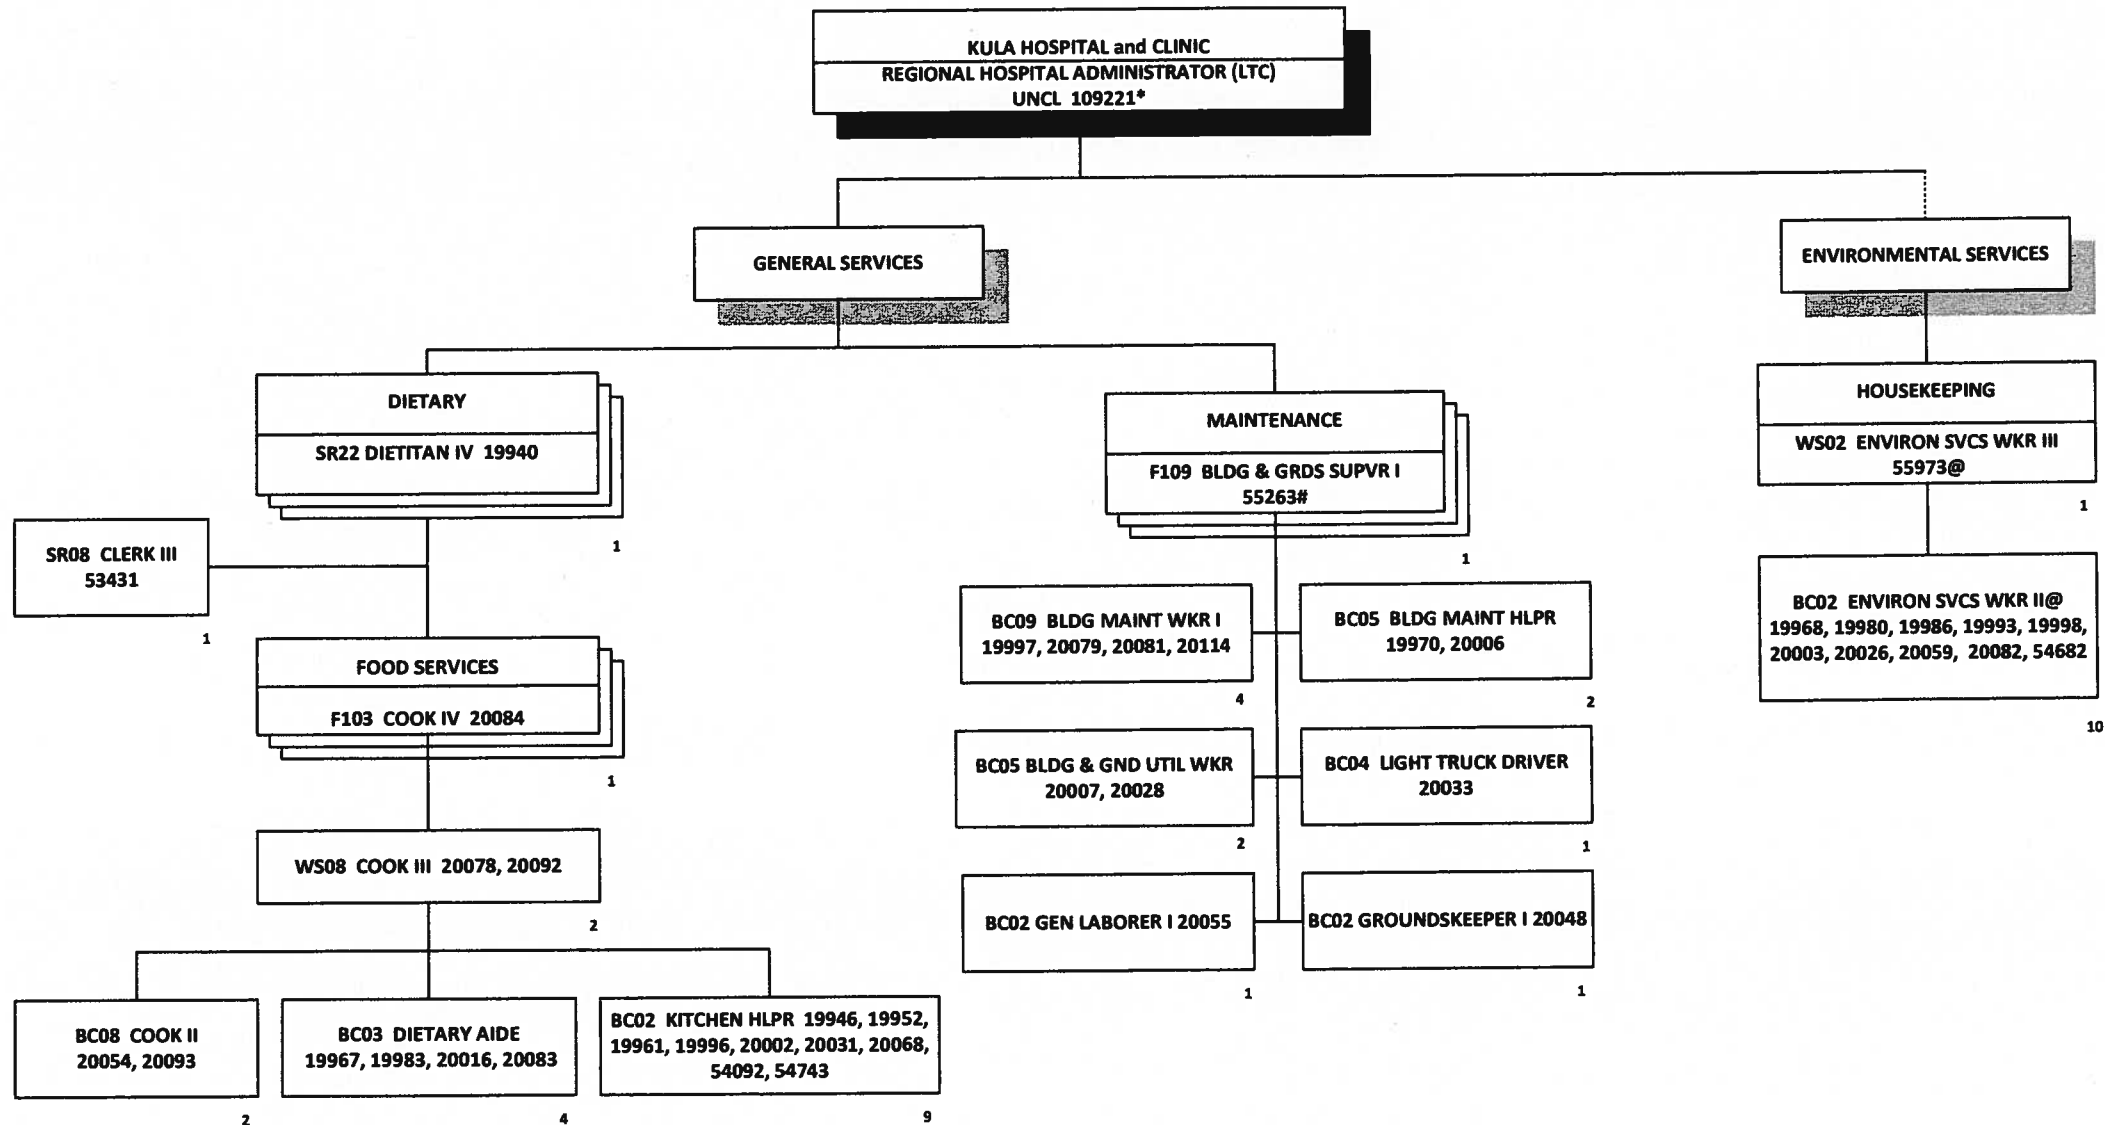 KULA HOSPITAL and CLINIC
REGIONAL HOSPITAL ADMINISTRATOR (LTC)
UNCL 109221*
GENERAL SERVICES
ENVIRONMENTAL SERVICES
DIETARY
SR22 DIETITAN IV 19940
1
MAINTENANCE
F109 BLDG & GRDS SUPVR I
55263#
1
HOUSEKEEPING
WS02 ENVIRON SVCS WKR III
55973@
1
SR08 CLERK III
53431
1
FOOD SERVICES
F103 COOK IV 20084
1
BC09 BLDG MAINT WKR I
19997, 20079, 20081, 20114
4
BC05 BLDG MAINT HLPR
19970, 20006
2
BC02 ENVIRON SVCS WKR II@
19968, 19980, 19986, 19993, 19998,
20003, 20026, 20059, 20082, 54682
10
BC05 BLDG & GND UTIL WKR
20007, 20028
2
BC04 LIGHT TRUCK DRIVER
20033
1
WS08 COOK III 20078, 20092
2
BC02 GEN LABORER I 20055
1
BC02 GROUNDSKEEPER I 20048
1
BC08 COOK II
20054, 20093
2
BC03 DIETARY AIDE
19967, 19983, 20016, 20083
4
BC02 KITCHEN HLPR 19946, 19952,
19961, 19996, 20002, 20031, 20068,
54092, 54743
9